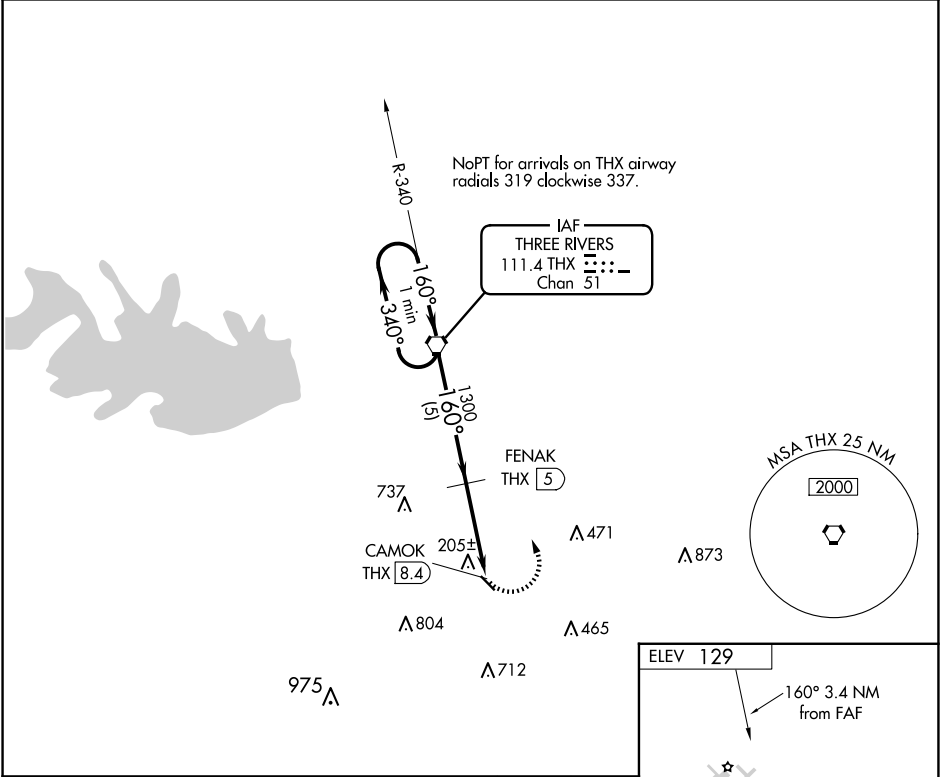 R-340
NoPT for arrivals on THX airway
radials 319 clockwise 337.
IAF
THREE RIVERS
111.4 THX
Chan 51
160°
1 min
340°
1300
160°
(5)
FENAK
THX 5
MSA THX 25 NM
2000
737
205±
471
CAMOK
THX 8.4
873
804
465
712
975
ELEV 129
160° 3.4 NM
from FAF